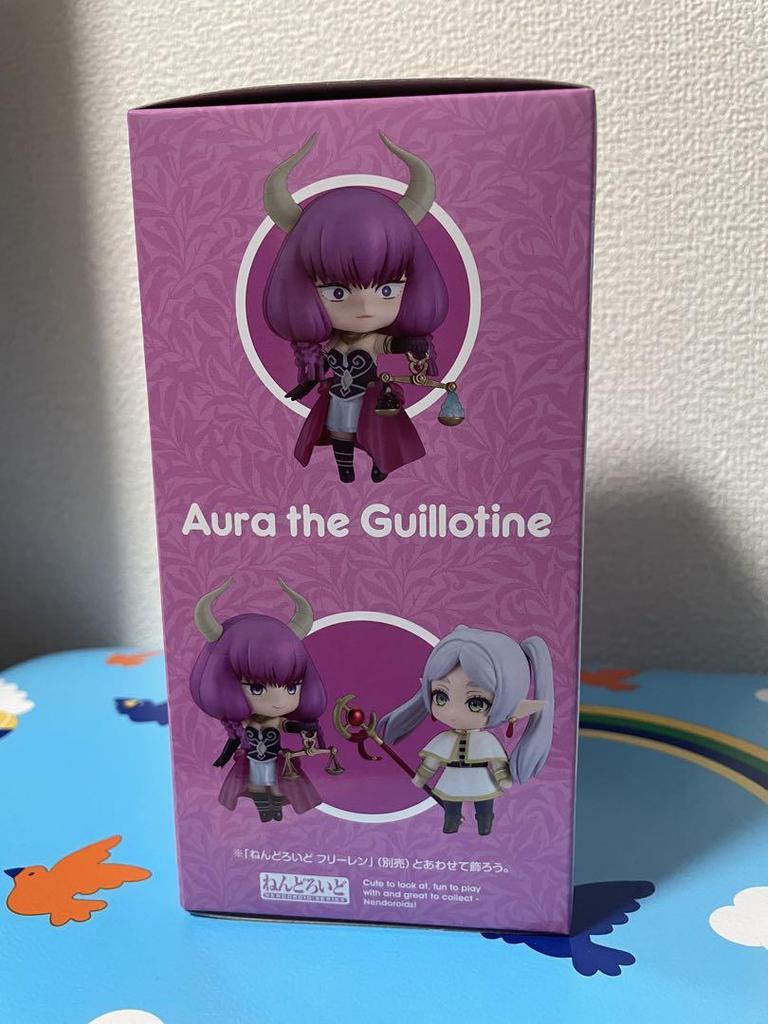 Aura the Guillotine
※「ねんどろいど フリーレン」（別売）とあわせて飾ろう。
ねんどろいど
NENDOROID SERIES
Cute to look at, fun to play
with and great to collect -
Nendoroids!